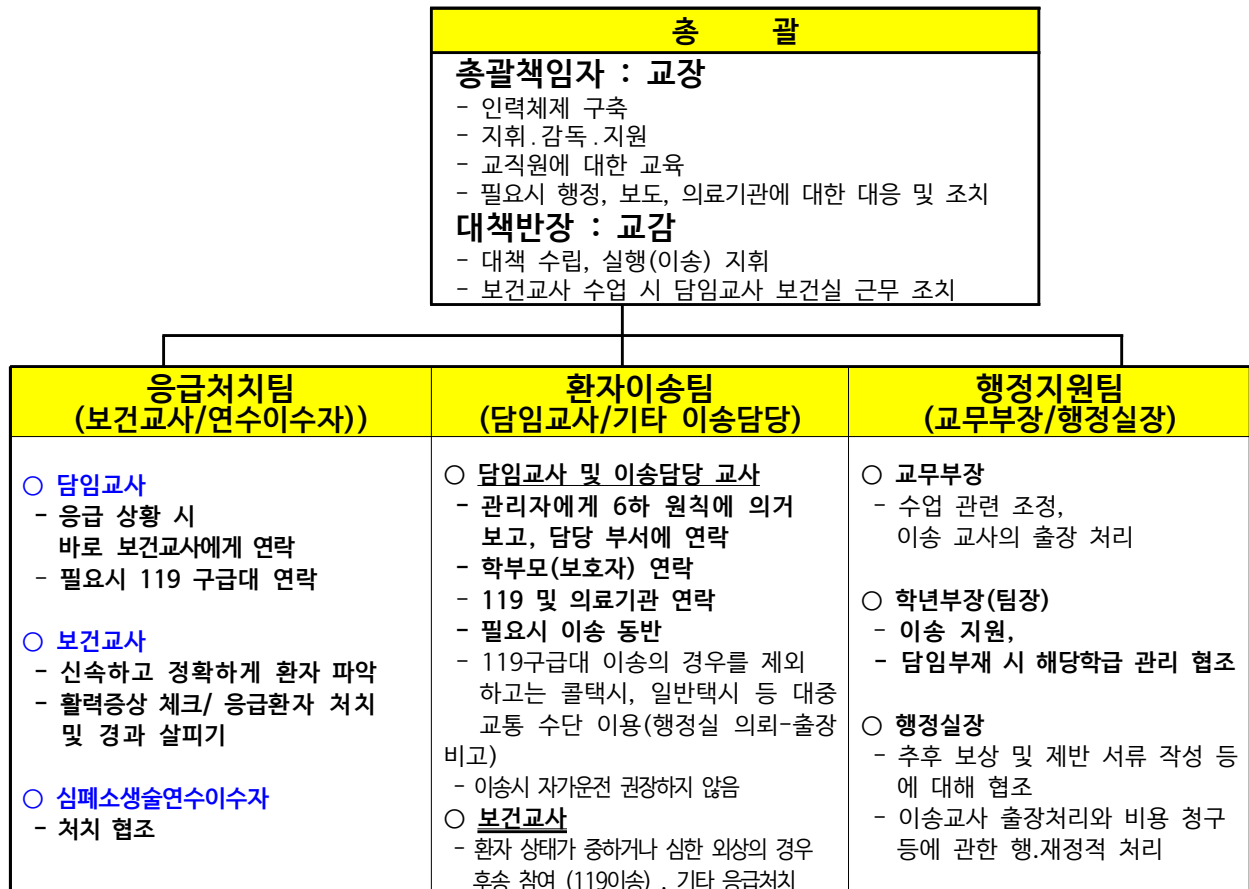 총 괄
총괄책임자 : 교장
- 인력체제 구축
- 지휘.감독.지원
- 교직원에 대한 교육
- 필요시 행정, 보도, 의료기관에 대한 대응 및 조치
대책반장 : 교감
- 대책 수립, 실행(이송) 지휘
- 보건교사 수업 시 담임교사 보건실 근무 조치
응급처치팀
(보건교사/연수이수자))
○ 담임교사
- 응급 상황 시
바로 보건교사에게 연락
- 필요시 119 구급대 연락
○ 보건교사
- 신속하고 정확하게 환자 파악
- 활력증상 체크/ 응급환자 처치
및 경과 살피기
○ 심폐소생술연수이수자
- 처치 협조
환자이송팀
(담임교사/기타 이송담당)
○ 담임교사 및 이송담당 교사
- 관리자에게 6하 원칙에 의거
보고, 담당 부서에 연락
- 학부모(보호자) 연락
- 119 및 의료기관 연락
- 필요시 이송 동반
- 119구급대 이송의 경우를 제외
하고는 콜택시, 일반택시 등 대중
교통 수단 이용(행정실 의뢰-출장
비고)
- 이송시 자가운전 권장하지 않음
○ 보건교사
- 환자 상태가 중하거나 심한 외상의 경우
후송 참여 (119이송) , 기타 응급처치
행정지원팀
(교무부장/행정실장)
○ 교무부장
- 수업 관련 조정,
이송 교사의 출장 처리
○ 학년부장(팀장)
- 이송 지원,
- 담임부재 시 해당학급 관리 협조
○ 행정실장
- 추후 보상 및 제반 서류 작성 등
에 대해 협조
- 이송교사 출장처리와 비용 청구
등에 관한 행.재정적 처리